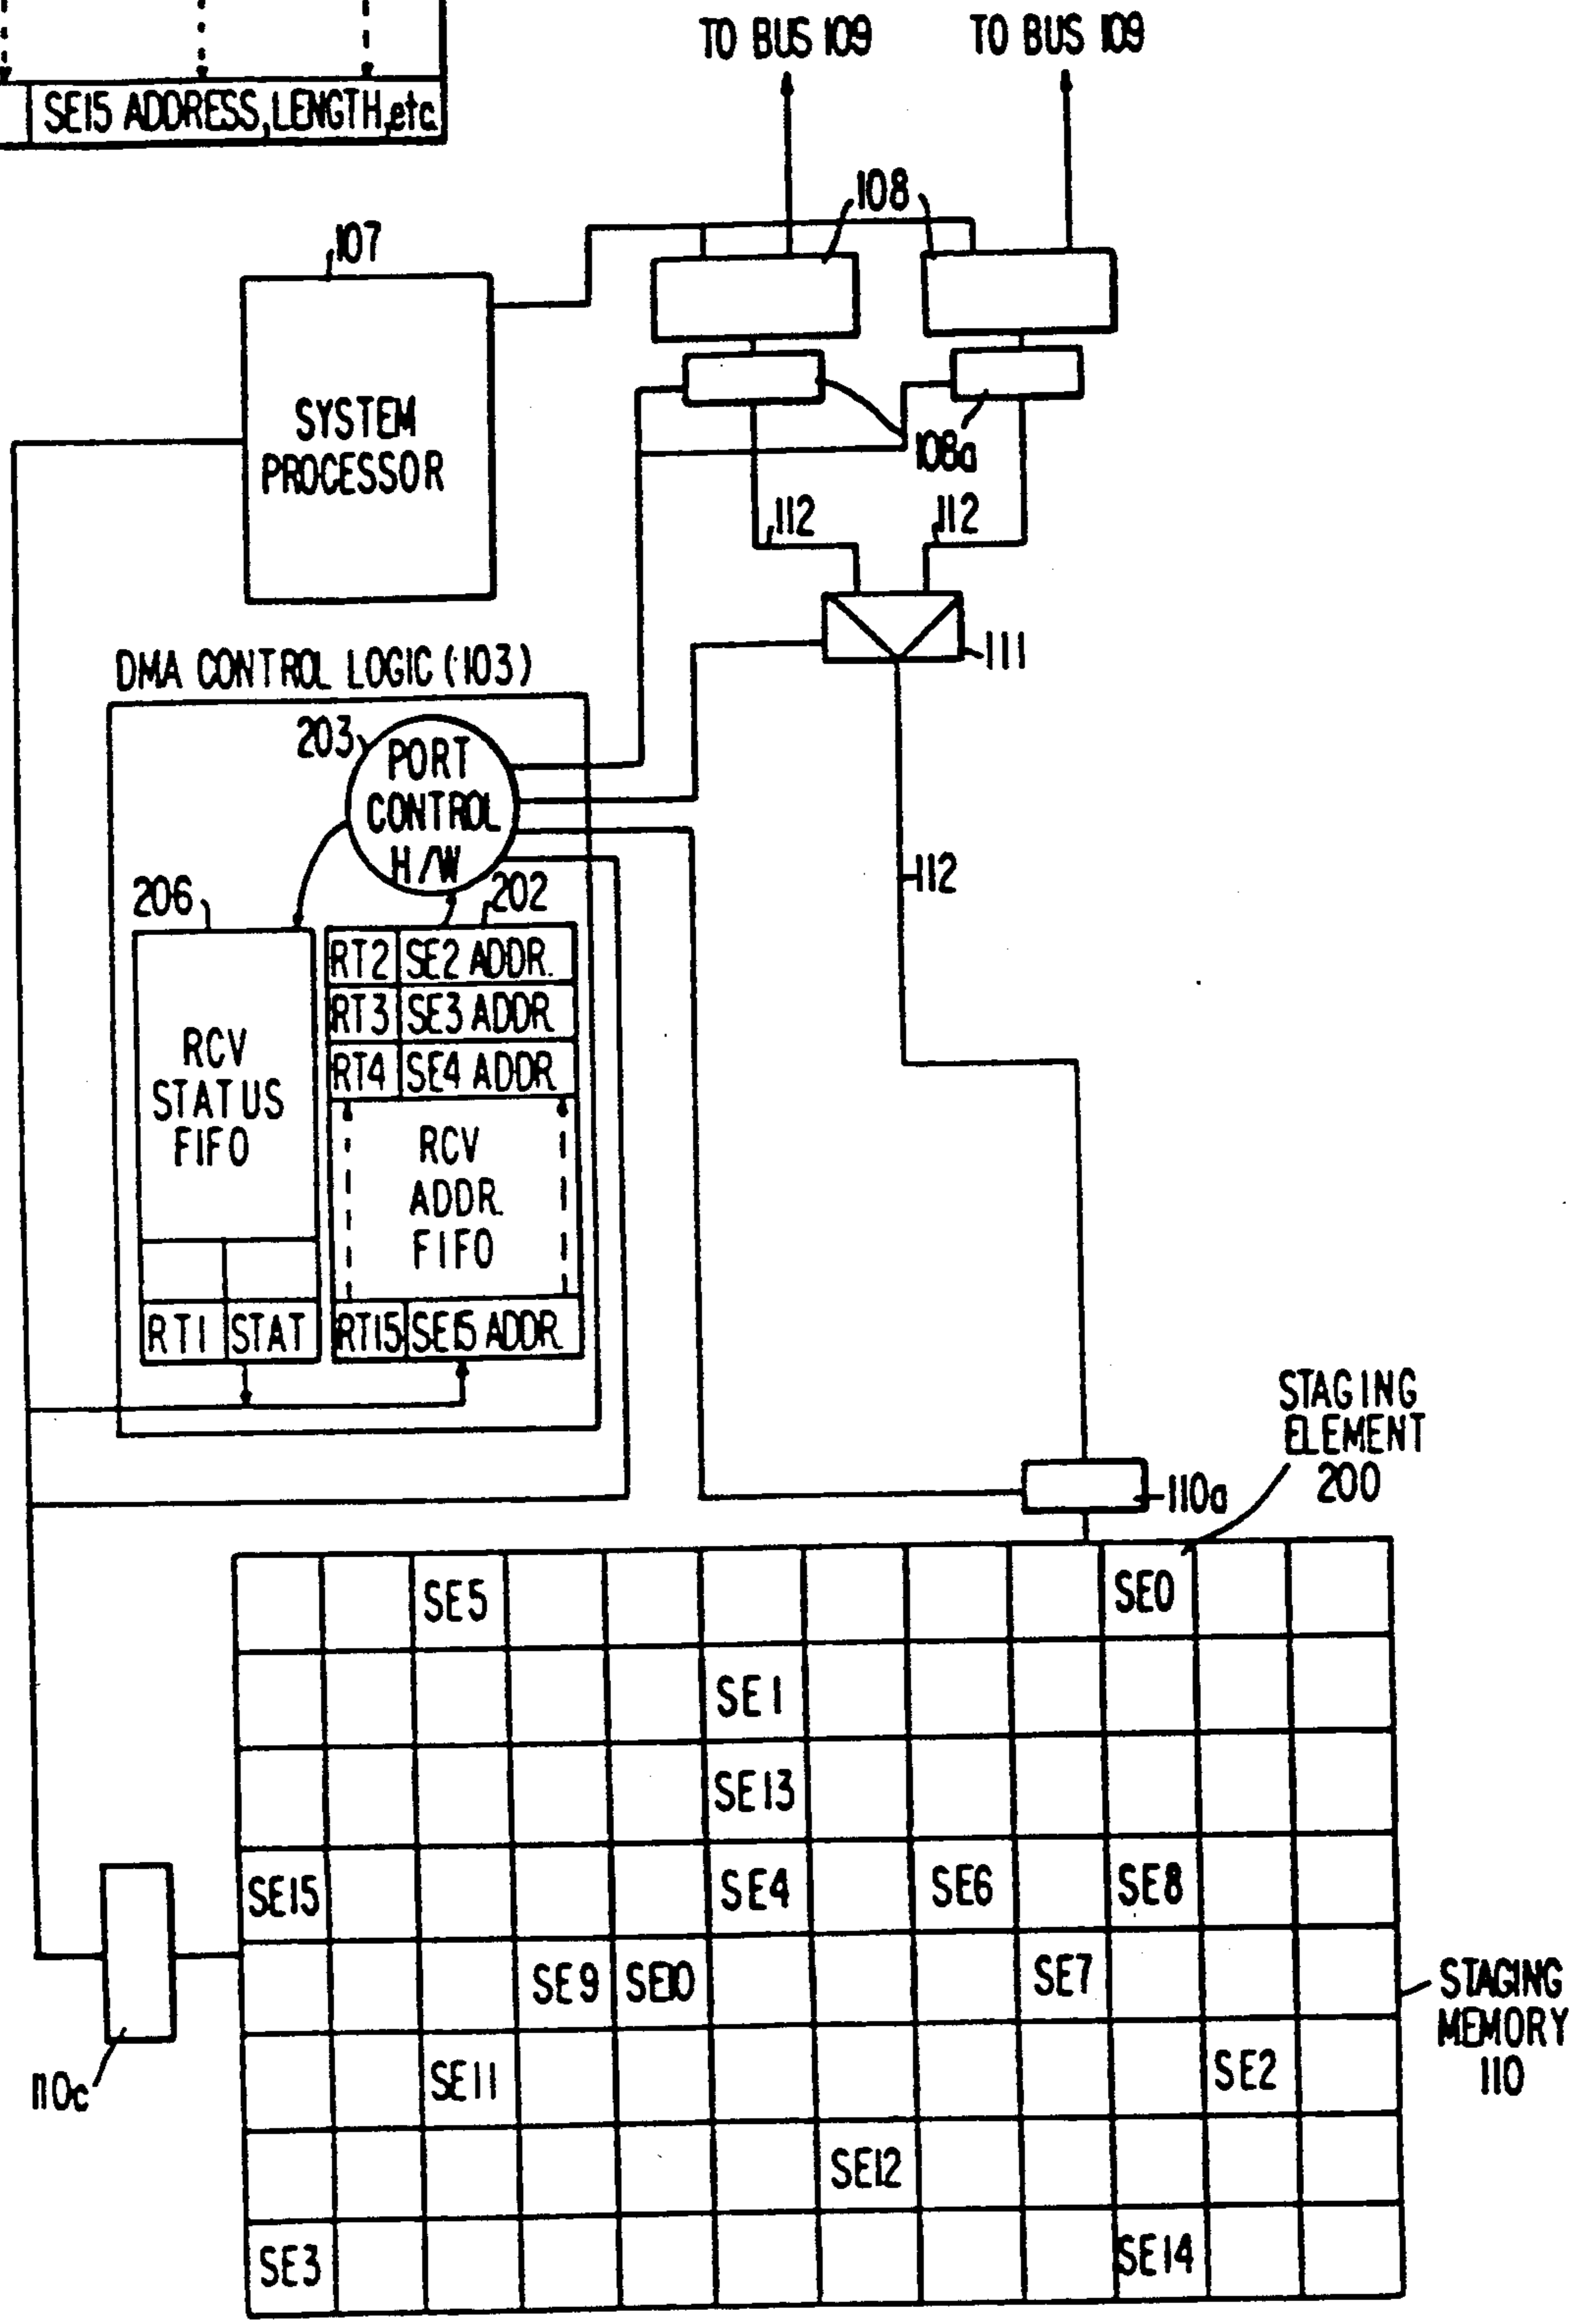 TO BUS 109
TO BUS 109
SE15 ADDRESS, LENGTH, etc.
108
107
SYSTEM
PROCESSOR
108a
112
112
111
DMA CONTROL LOGIC (103)
203
PORT
CONTROL
H/W
112
206
202
RT2 SE2 ADDR.
RT3 SE3 ADDR
RT4 SE4 ADDR
RCV
STATUS
FIFO
RCV
ADDR.
FIFO
RT1 STAT
RT15 SE15 ADDR.
STAGING
ELEMENT
200
110a
SE5
SE0
SE1
SE13
SE15
SE4
SE6
SE8
SE9
SE10
SE7
STAGING
MEMORY
110
110c
SE11
SE2
SE12
SE3
SE14